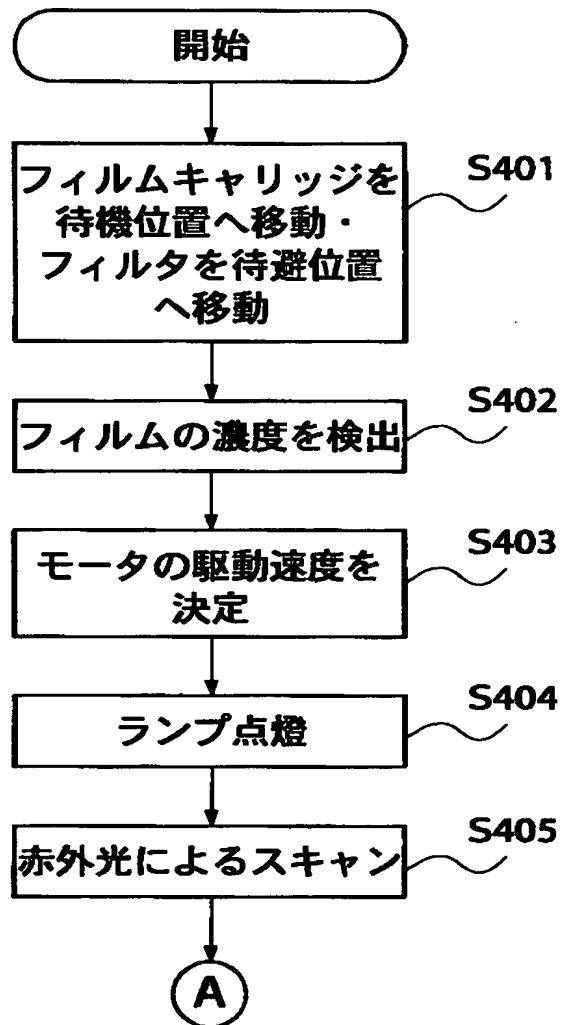 開始
S401
フィルムキャリッジを
待機位置へ移動・
フィルタを待避位置
へ移動
S402
フィルムの濃度を検出
S403
モータの駆動速度を
決定
S404
ランプ点燈
S405
赤外光によるスキャン
A